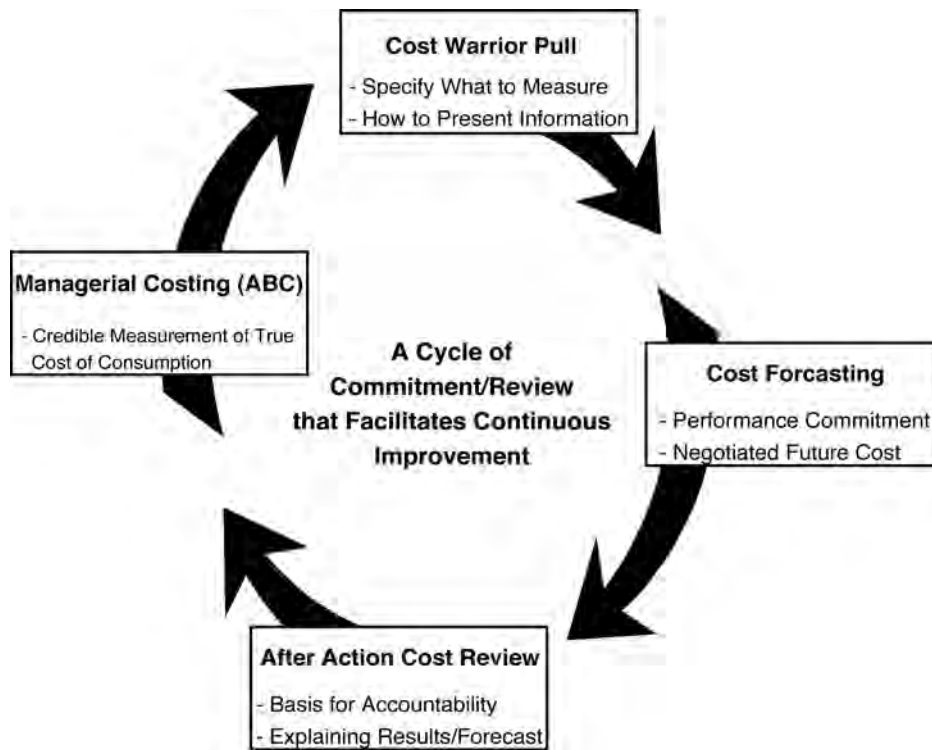 Cost Warrior Pull
- Specify What to Measure
- How to Present Information
Managerial Costing (ABC)
- Credible Measurement of True
Cost of Consumption
A Cycle of
Commitment/Review
that Facilitates Continuous
Improvement
Cost Forcasting
- Performance Commitment
- Negotiated Future Cost
After Action Cost Review
- Basis for Accountability
- Explaining Results/Forecast